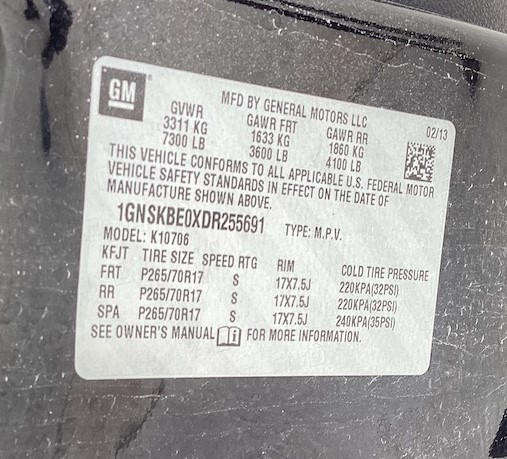 GM
MFD BY GENERAL MOTORS LLC
02/13
GVWR GAWR FRT GAWR RR
3311 KG 1633 KG 1860 KG
7300 LB 3600 LB 4100 LB
THIS VEHICLE CONFORMS TO ALL APPLICABLE U.S. FEDERAL MOTOR
VEHICLE SAFETY STANDARDS IN EFFECT ON THE DATE OF
MANUFACTURE SHOWN ABOVE.
1GNSKBE0XDR255691 TYPE: M.P.V.
MODEL: K10706
KFJT TIRE SIZE SPEED RTG RIM COLD TIRE PRESSURE
FRT P265/70R17 S 17X7.5J 220KPA(32PSI)
RR P265/70R17 S 17X7.5J 220KPA(32PSI)
SPA P265/70R17 S 17X7.5J 240KPA(35PSI)
SEE OWNER'S MANUAL i FOR MORE INFORMATION.